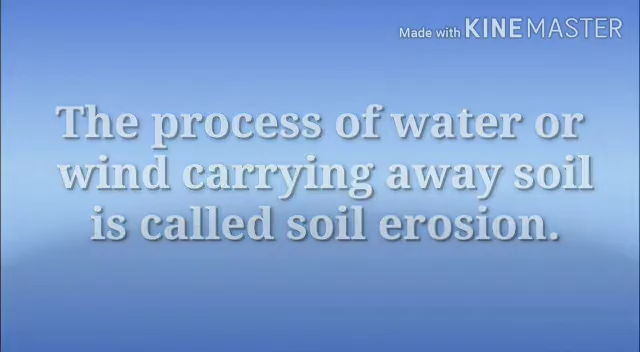 Made with KINEMASTER
The process of water or
wind carrying away soil
is called soil erosion.